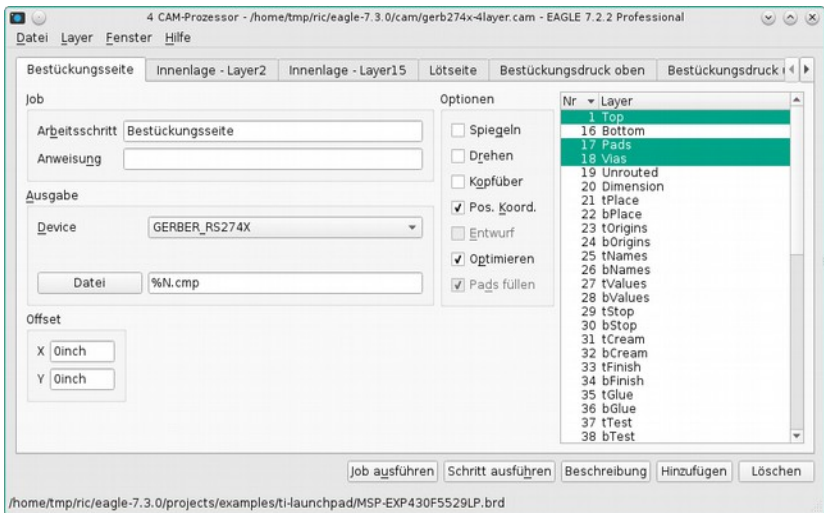 4 CAM-Prozessor - /home/tmp/ric/eagle-7.3.0/cam/gerb274x-4layer.cam - EAGLE 7.2.2 Professional
Datei Layer Fenster Hilfe
Bestückungsseite Innenlage - Layer2 Innenlage - Layer15 Lötseite Bestückungsdruck oben Bestückungsdruck
Job
Arbeitsschritt Bestückungsseite
Anweisung
Ausgabe
Device GERBER_RS274X
Datei %N.cmp
Offset
X 0inch
Y 0inch
Optionen
Spiegeln
Drehen
Kopfüber
Pos. Koord.
Entwurf
Optimieren
Pads füllen
Nr Layer
1 Top
16 Bottom
17 Pads
18 Vias
19 Unrouted
20 Dimension
21 tPlace
22 bPlace
23 tOrigins
24 bOrigins
25 tNames
26 bNames
27 tValues
28 bValues
29 tStop
30 bStop
31 tCream
32 bCream
33 tFinish
34 bFinish
35 tGlue
36 bGlue
37 tTest
38 bTest
Job ausführen Schritt ausführen Beschreibung Hinzufügen Löschen
/home/tmp/ric/eagle-7.3.0/projects/examples/ti-launchpad/MSP-EXP430F5529LP.brd